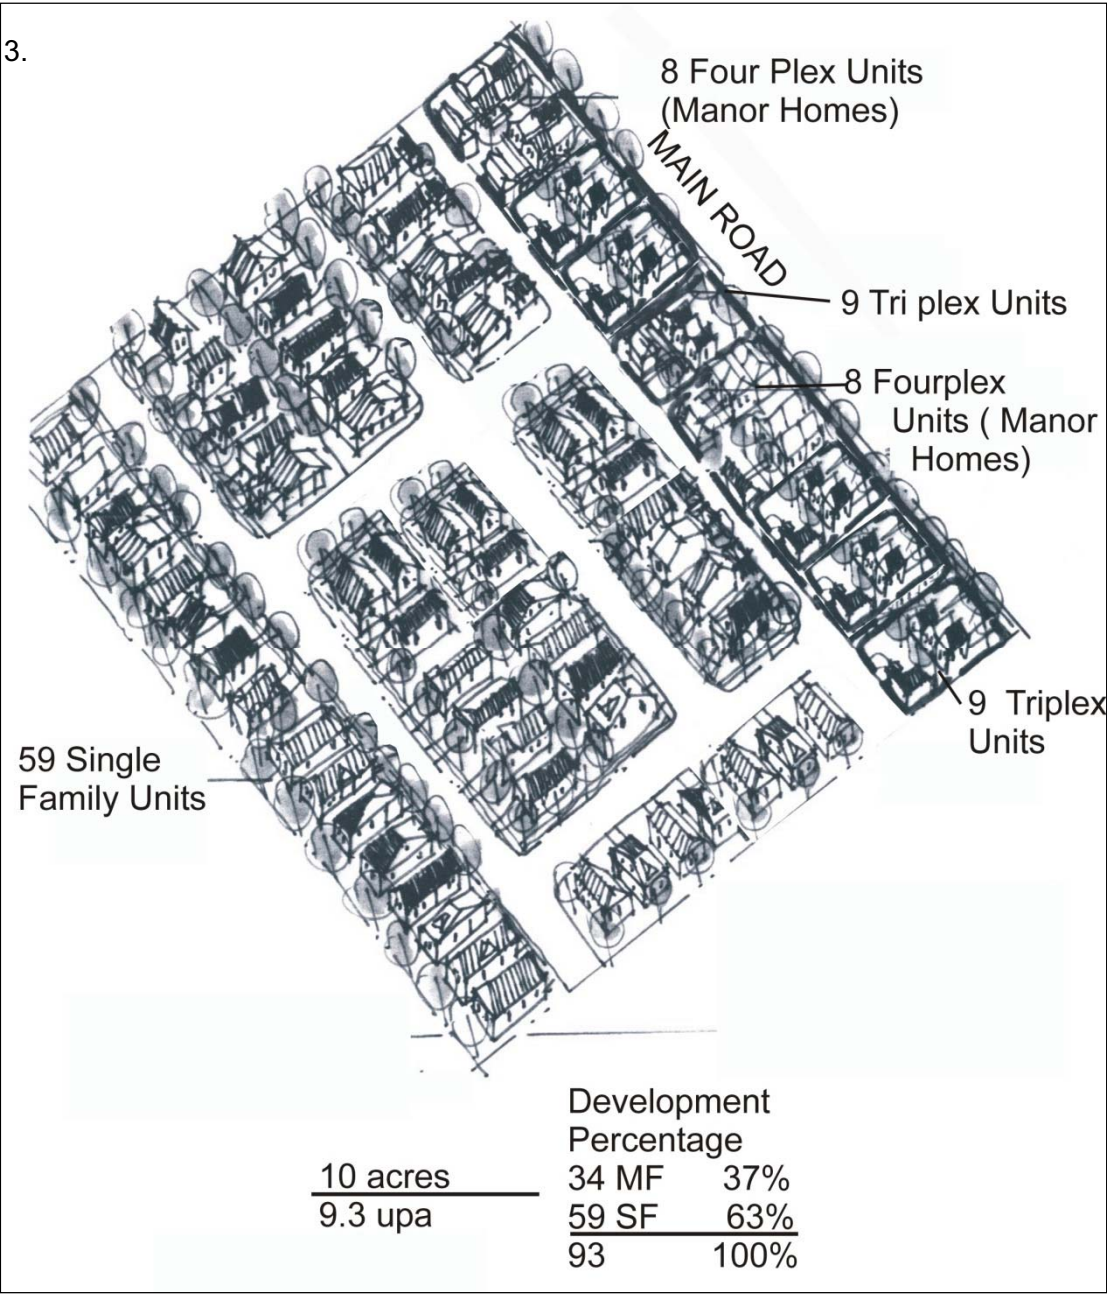 3.
8 Four Plex Units
(Manor Homes)
MAIN ROAD
9 Tri plex Units
8 Fourplex
Units ( Manor
Homes)
9 Triplex
Units
59 Single
Family Units
Development
Percentage
10 acres
9.3 upa
34 MF 37%
59 SF 63%
93 100%